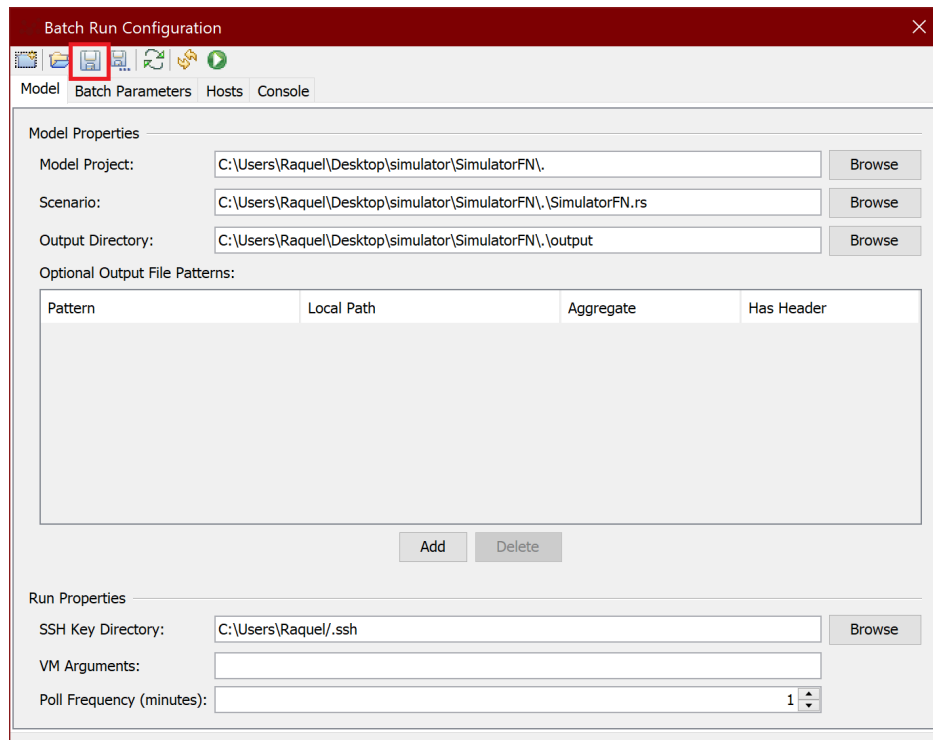 Batch Run Configuration
Model Batch Parameters Hosts Console
Model Properties
Model Project: C:\Users\Raquel\Desktop\simulator\SimulatorFN\. Browse
Scenario: C:\Users\Raquel\Desktop\simulator\SimulatorFN\.\SimulatorFN.rs Browse
Output Directory: C:\Users\Raquel\Desktop\simulator\SimulatorFN\.\output Browse
Optional Output File Patterns:
Pattern Local Path Aggregate Has Header
Add Delete
Run Properties
SSH Key Directory: C:\Users\Raquel/.ssh Browse
VM Arguments:
Poll Frequency (minutes): 1